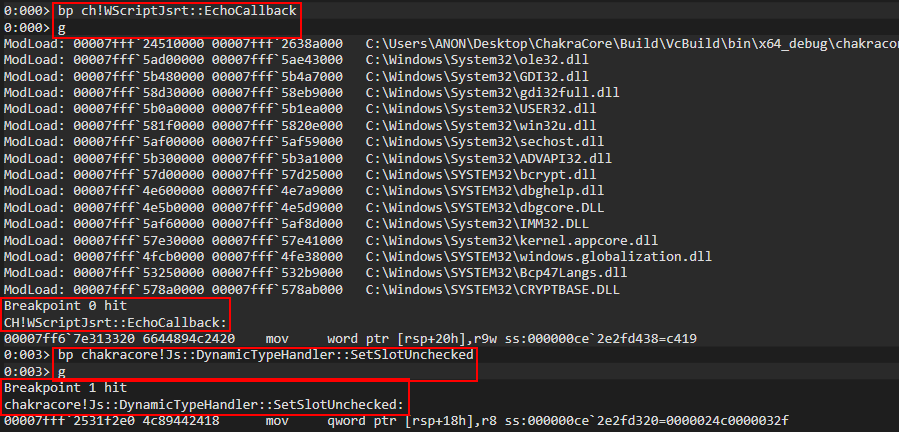 0:000> bp ch!WScriptJsrt::EchoCallback
0:000> g
ModLoad: 00007fff`24510000 00007fff`2638a000   C:\Users\ANON\Desktop\ChakraCore\Build\VcBuild\bin\x64_debug\chakracor
ModLoad: 00007fff`5ad00000 00007fff`5ae43000   C:\Windows\System32\ole32.dll
ModLoad: 00007fff`5b480000 00007fff`5b4a7000   C:\Windows\System32\GDI32.dll
ModLoad: 00007fff`58d30000 00007fff`58eb9000   C:\Windows\System32\gdi32full.dll
ModLoad: 00007fff`5b0a0000 00007fff`5b1ea000   C:\Windows\System32\USER32.dll
ModLoad: 00007fff`581f0000 00007fff`5820e000   C:\Windows\System32\win32u.dll
ModLoad: 00007fff`5af00000 00007fff`5af59000   C:\Windows\System32\sechost.dll
ModLoad: 00007fff`5b300000 00007fff`5b3a1000   C:\Windows\System32\ADVAPI32.dll
ModLoad: 00007fff`57d00000 00007fff`57d25000   C:\Windows\SYSTEM32\bcrypt.dll
ModLoad: 00007fff`4e600000 00007fff`4e7a9000   C:\Windows\SYSTEM32\dbghelp.dll
ModLoad: 00007fff`4e5b0000 00007fff`4e5d9000   C:\Windows\SYSTEM32\dbgcore.DLL
ModLoad: 00007fff`5af60000 00007fff`5af8d000   C:\Windows\System32\IMM32.DLL
ModLoad: 00007fff`57e30000 00007fff`57e41000   C:\Windows\System32\kernel.appcore.dll
ModLoad: 00007fff`4fcb0000 00007fff`4fe38000   C:\Windows\SYSTEM32\windows.globalization.dll
ModLoad: 00007fff`53250000 00007fff`532b9000   C:\Windows\SYSTEM32\Bcp47Langs.dll
ModLoad: 00007fff`578a0000 00007fff`578ab000   C:\Windows\SYSTEM32\CRYPTBASE.DLL
Breakpoint 0 hit
CH!WScriptJsrt::EchoCallback:
00007ff6`7e313320 6644894c2420    mov     word ptr [rsp+20h],r9w ss:000000ce`2e2fd438=c419
0:003> bp chakracore!Js::DynamicTypeHandler::SetSlotUnchecked
0:003> g
Breakpoint 1 hit
chakracore!Js::DynamicTypeHandler::SetSlotUnchecked:
00007fff`2531f2e0 4c89442418      mov     qword ptr [rsp+18h],r8 ss:000000ce`2e2fd320=0000024c0000032f